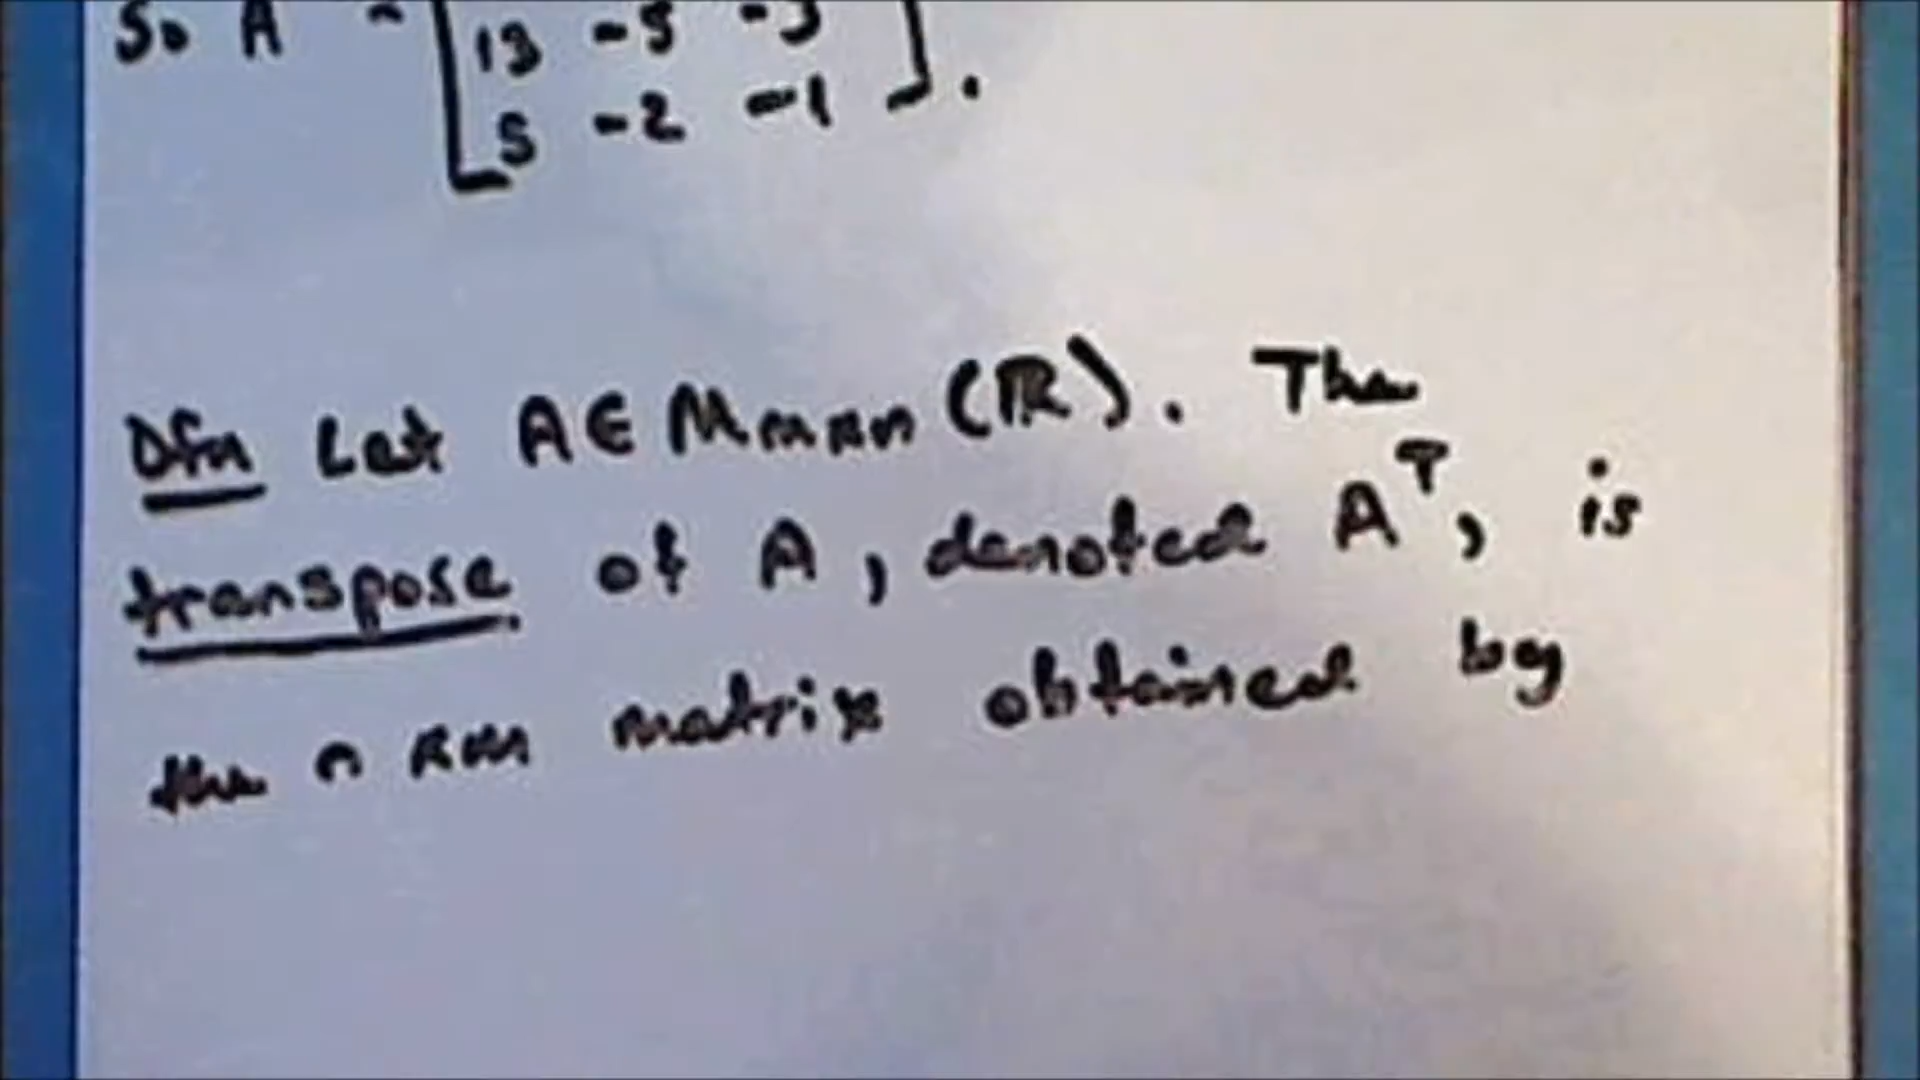 So A = [
13 -5 -3
5 -2 -1 ].
Dfn Let A∈Mmxn (ℝ). The
transpose of A, denoted Aᵀ, is
the n xm matrix obtained by